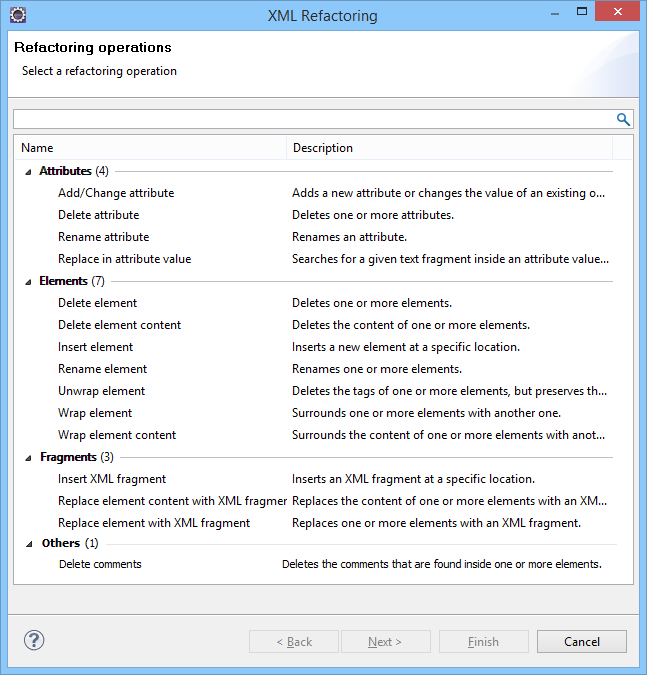 XML Refactoring
Refactoring operations
Select a refactoring operation
Name Description
Attributes (4)
Add/Change attribute Adds a new attribute or changes the value of an existing o...
Delete attribute Deletes one or more attributes.
Rename attribute Renames an attribute.
Replace in attribute value Searches for a given text fragment inside an attribute value...
Elements (7)
Delete element Deletes one or more elements.
Delete element content Deletes the content of one or more elements.
Insert element Inserts a new element at a specific location.
Rename element Renames one or more elements.
Unwrap element Deletes the tags of one or more elements, but preserves th...
Wrap element Surrounds one or more elements with another one.
Wrap element content Surrounds the content of one or more elements with anot...
Fragments (3)
Insert XML fragment Inserts an XML fragment at a specific location.
Replace element content with XML fragmer Replaces the content of one or more elements with an XM...
Replace element with XML fragment Replaces one or more elements with an XML fragment.
Others (1)
Delete comments Deletes the comments that are found inside one or more elements.
? < Back Next > Finish Cancel